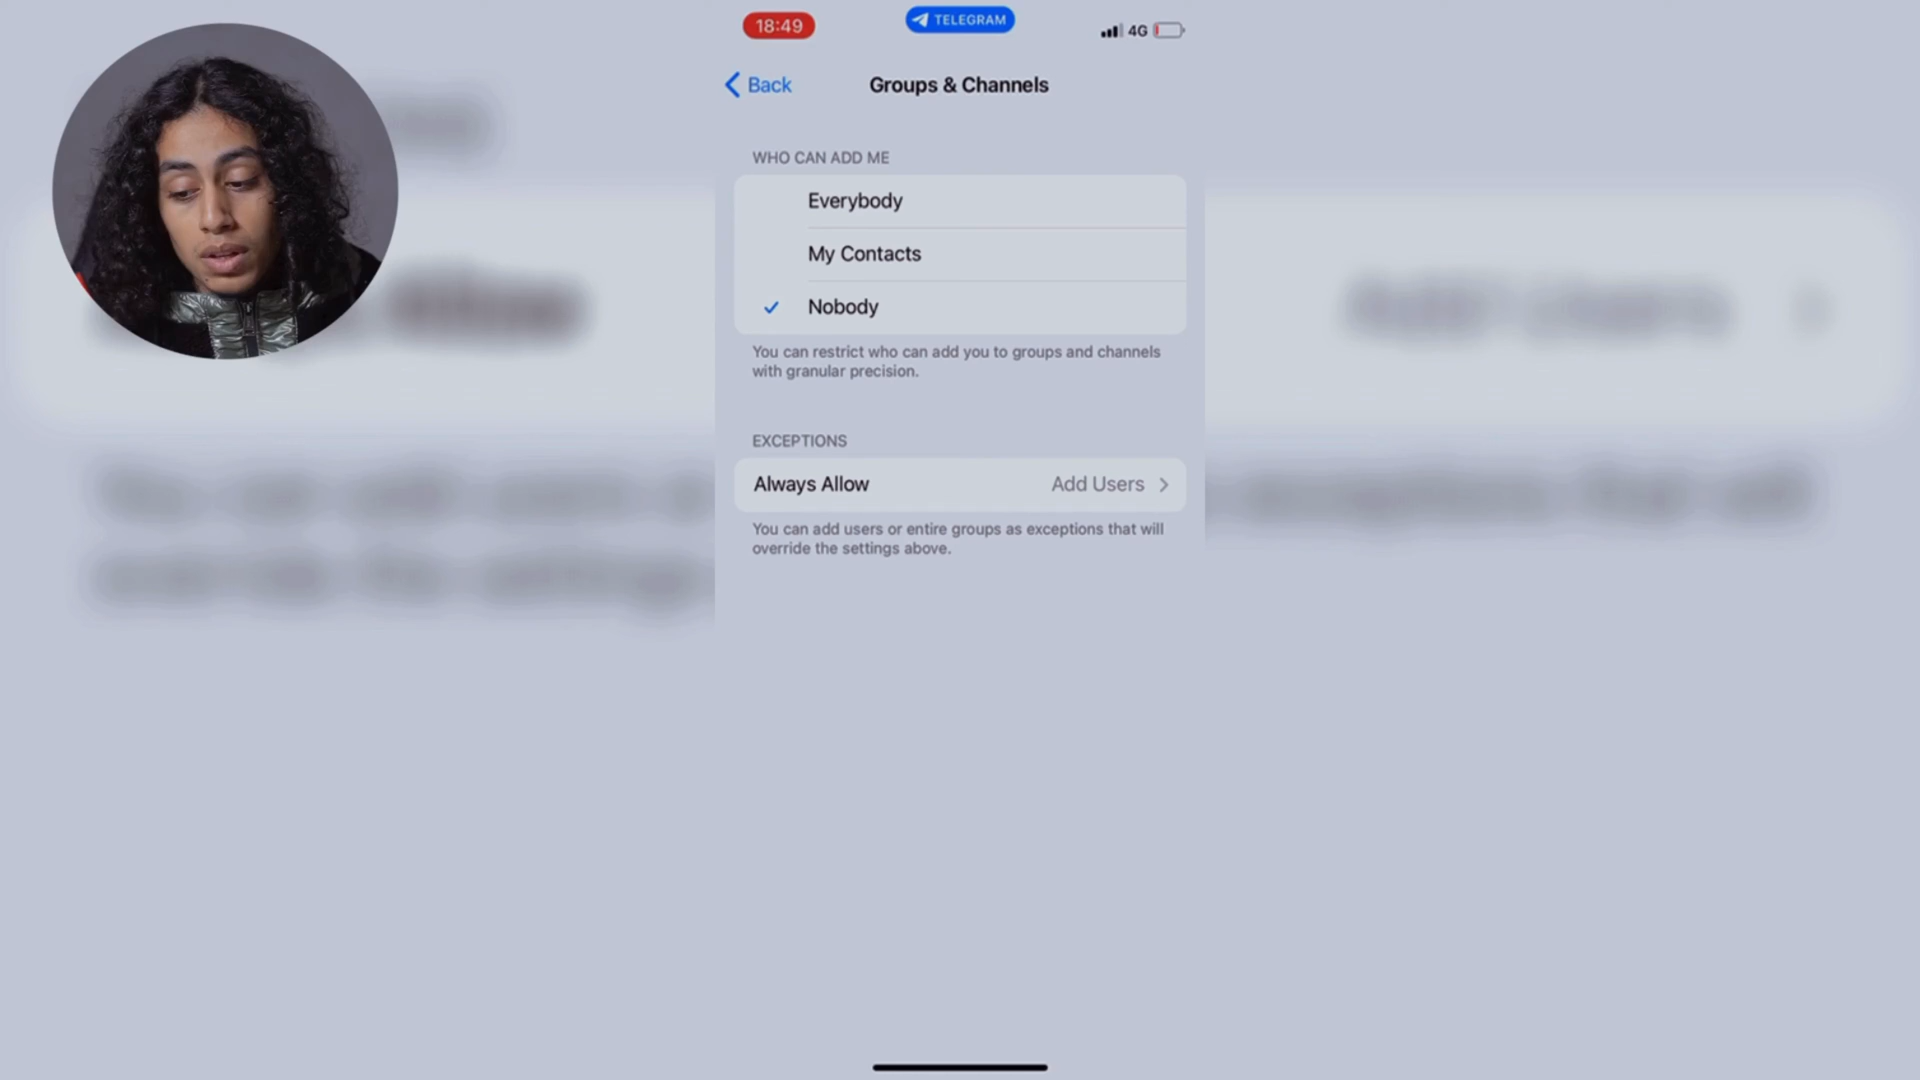 18:49
TELEGRAM
4G
Back
Groups & Channels
WHO CAN ADD ME
Everybody
My Contacts
Nobody
You can restrict who can add you to groups and channels
with granular precision.
EXCEPTIONS
Always Allow
Add Users
You can add users or entire groups as exceptions that will
override the settings above.